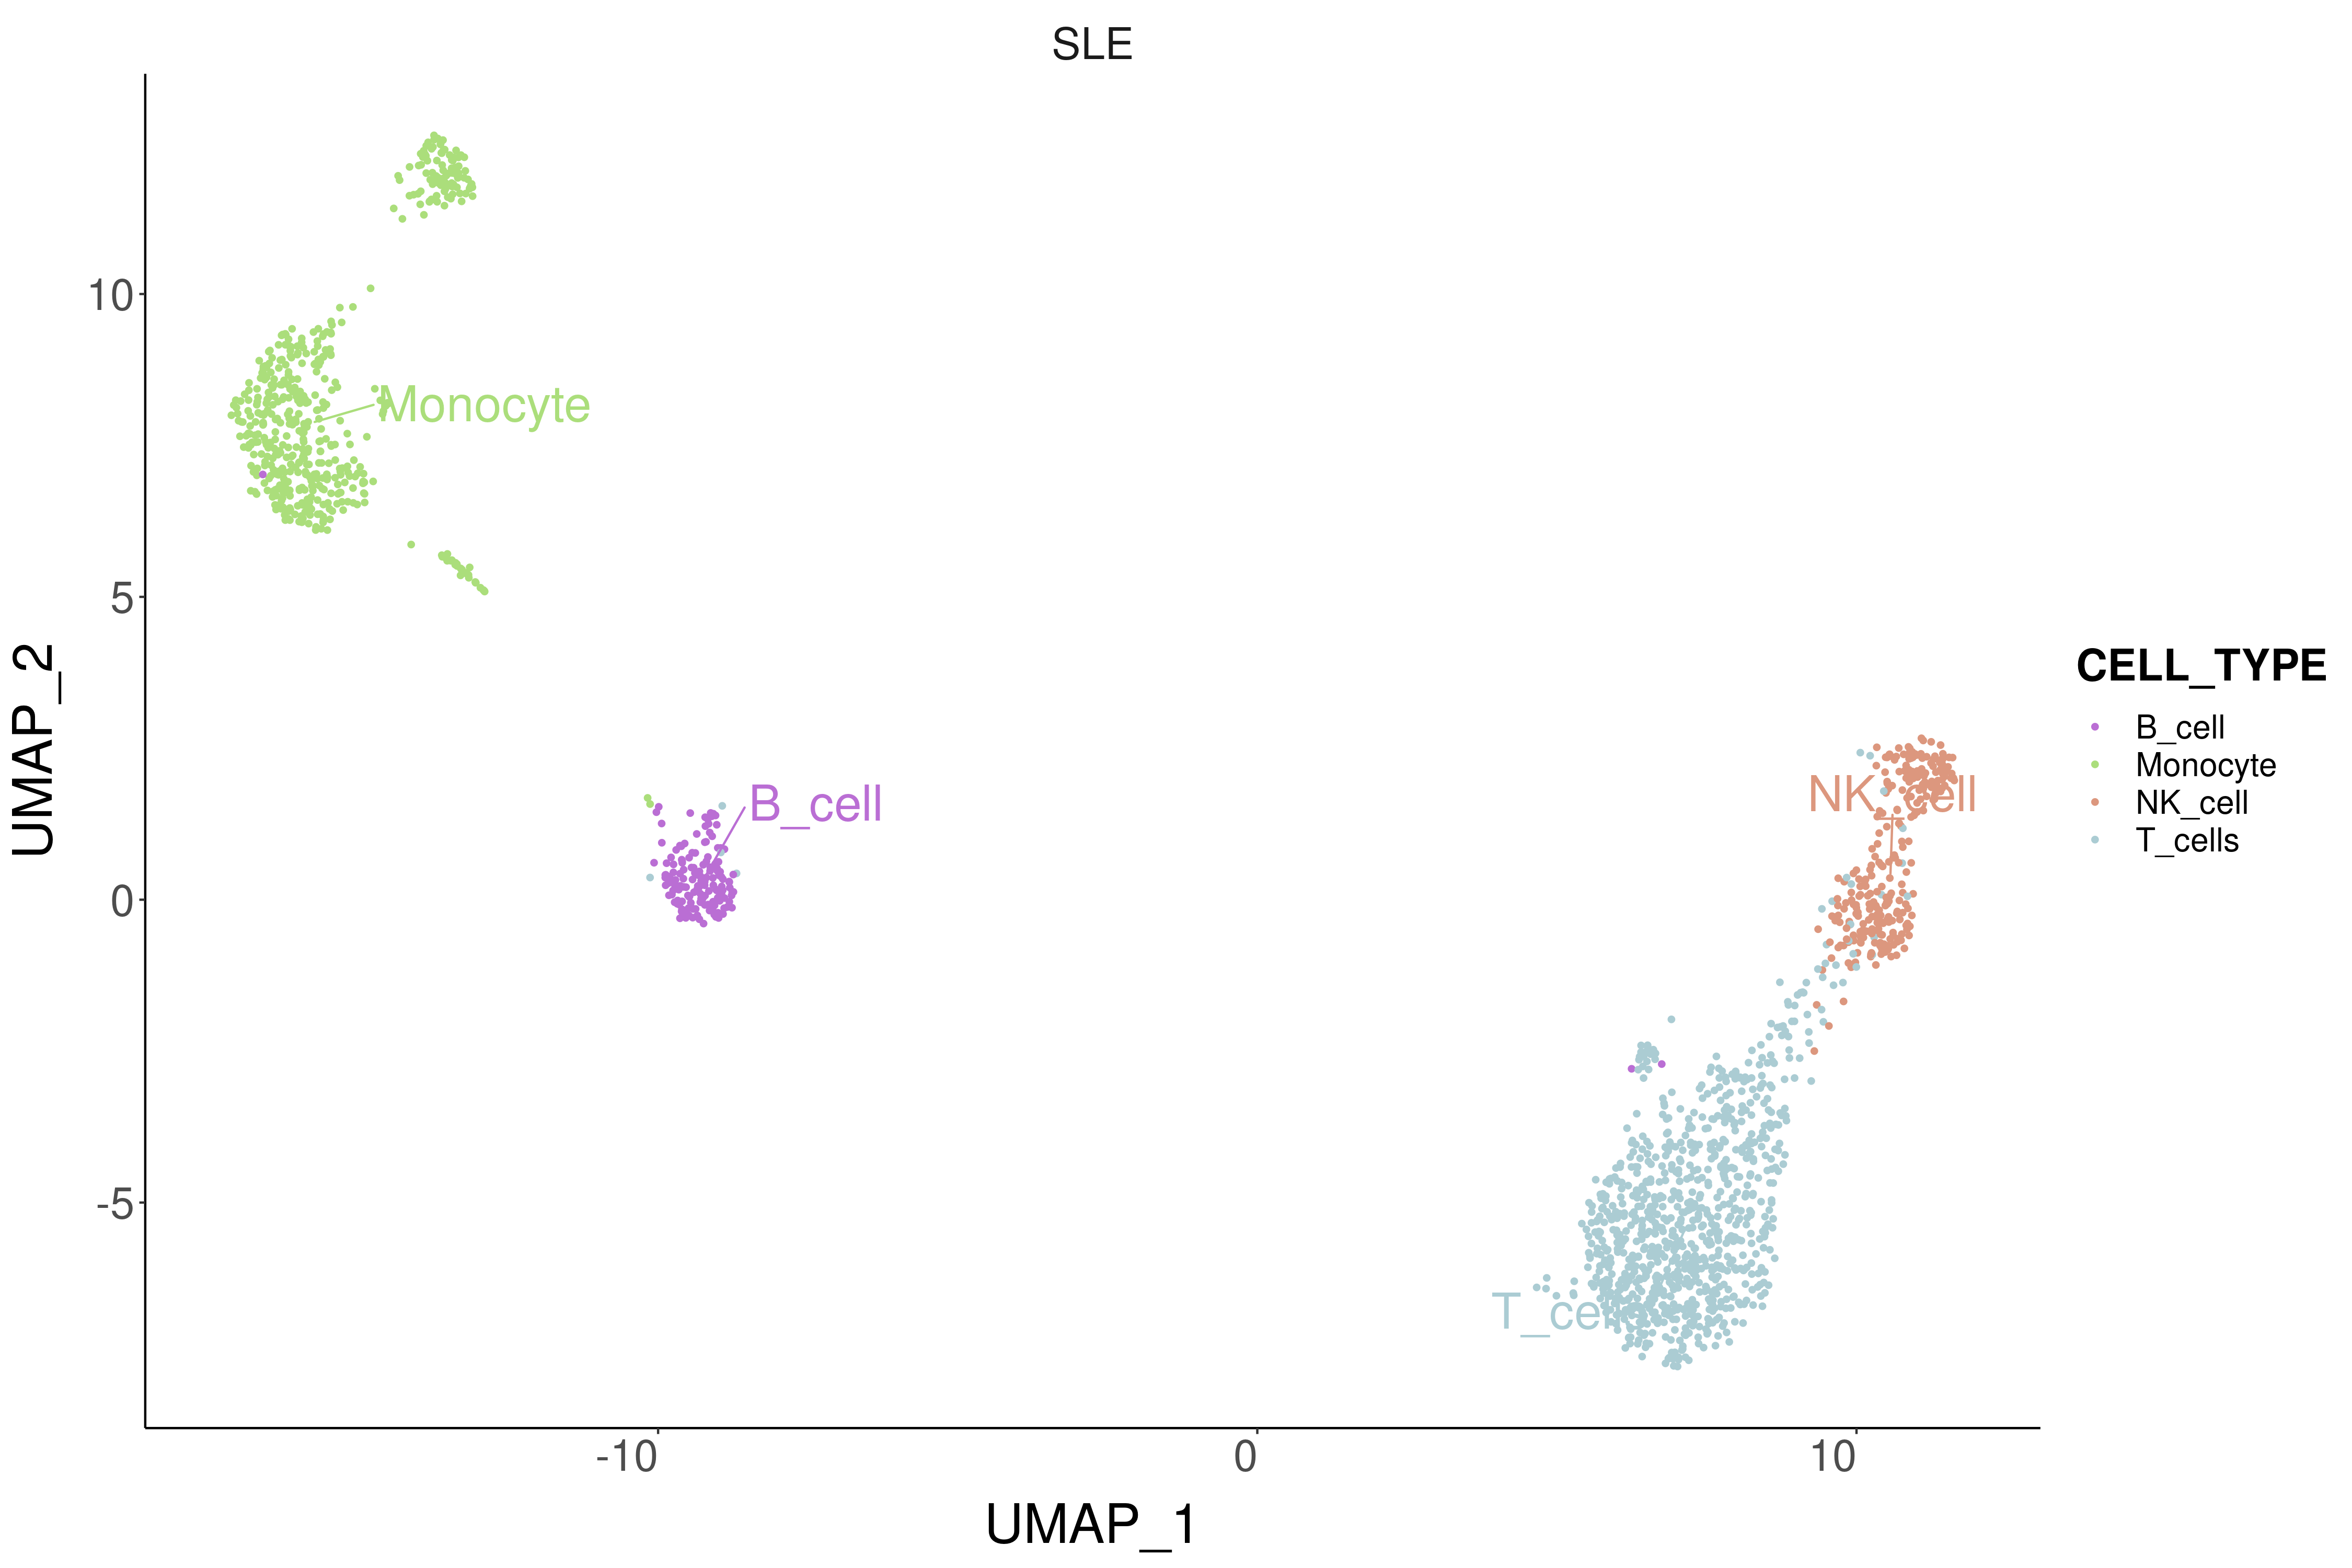 SLE
10
5
0
-5
-10
0
10
UMAP_1
UMAP_2
Monocyte
B_cell
NK_cell
CELL_TYPE
B_cell
Monocyte
NK_cell
T_cells